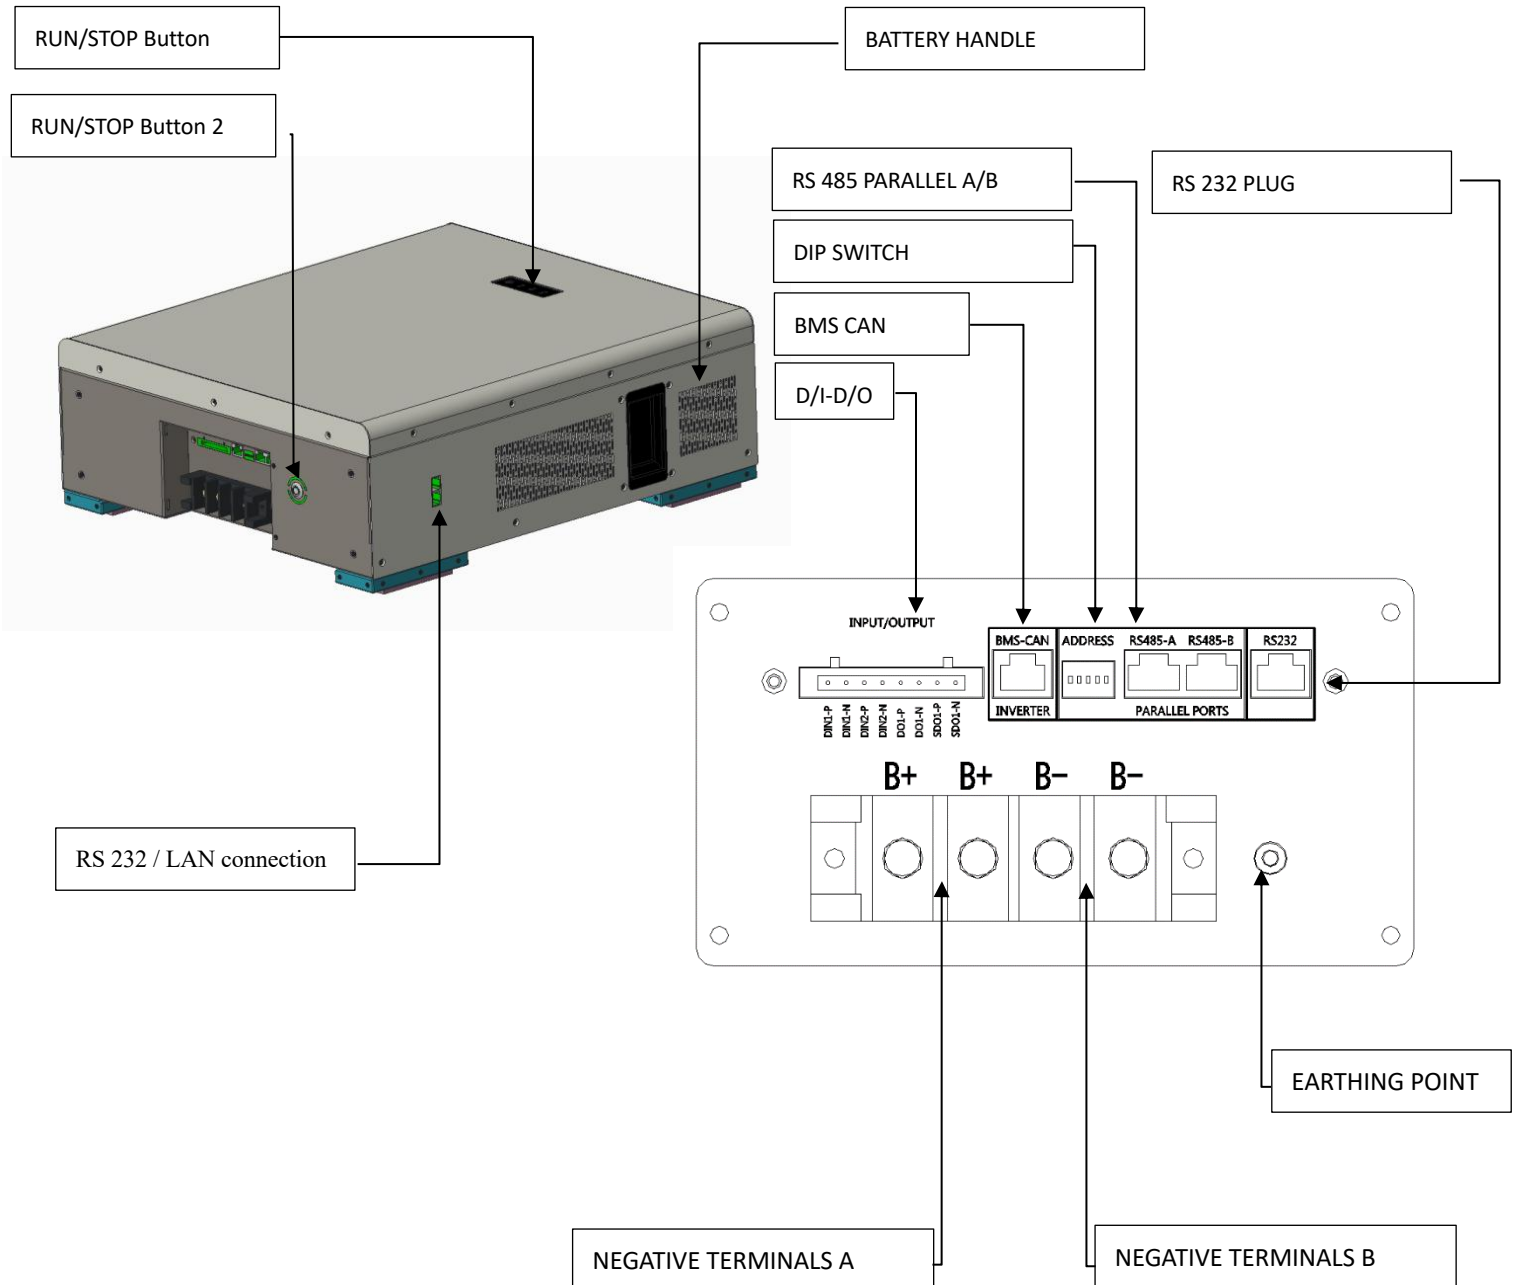 RUN/STOP Button
BATTERY HANDLE
RUN/STOP Button 2
RS 485 PARALLEL A/B
RS 232 PLUG
DIP SWITCH
BMS CAN
D/I-D/O
INPUT/OUTPUT
BMS-CAN
ADDRESS
RS485-A
RS485-B
RS232
INVERTER
PARALLEL PORTS
DIN1-P
DIN1-N
DIN2-P
DIN2-N
DO1-P
DO1-N
SDO1-P
SDO1-N
B+
B+
B−
B−
RS 232 / LAN connection
EARTHING POINT
NEGATIVE TERMINALS A
NEGATIVE TERMINALS B